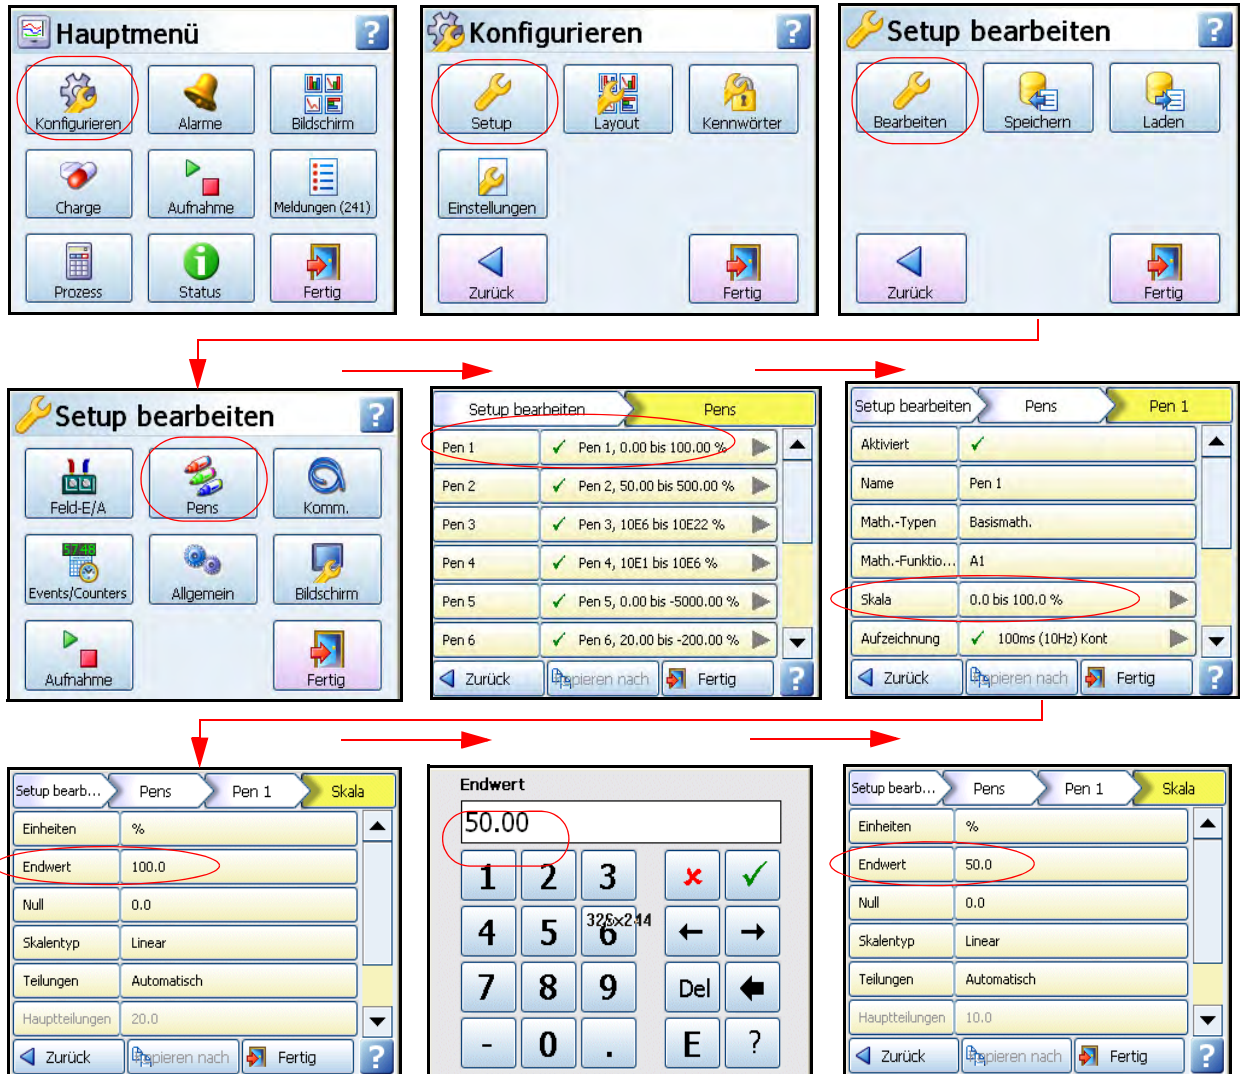 Hauptmenü
?
Konfigurieren
Alarme
Bildschirm
Charge
Aufnahme
Meldungen (241)
Prozess
Status
Fertig
Konfigurieren
?
Setup
Layout
Kennwörter
Einstellungen
Zurück
Fertig
Setup bearbeiten
?
Bearbeiten
Speichern
Laden
Zurück
Fertig
Setup bearbeiten
?
Feld-E/A
Pens
Komm.
5748
Events/Counters
Allgemein
Bildschirm
Aufnahme
Fertig
Setup bearbeiten Pens
Pen 1 ✓ Pen 1, 0.00 bis 100.00 %
Pen 2 ✓ Pen 2, 50.00 bis 500.00 %
Pen 3 ✓ Pen 3, 10E6 bis 10E22 %
Pen 4 ✓ Pen 4, 10E1 bis 10E6 %
Pen 5 ✓ Pen 5, 0.00 bis -5000.00 %
Pen 6 ✓ Pen 6, 20.00 bis -200.00 %
Zurück pieren nach Fertig ?
Setup bearbeiten Pens Pen 1
Aktiviert ✓
Name Pen 1
Math.-Typen Basismath.
Math.-Funktio... A1
Skala 0.0 bis 100.0 %
Aufzeichnung ✓ 100ms (10Hz) Kont
Zurück pieren nach Fertig ?
Setup bearb... Pens Pen 1 Skala
Einheiten %
Endwert 100.0
Null 0.0
Skalentyp Linear
Teilungen Automatisch
Hauptteilungen 20.0
Zurück pieren nach Fertig ?
Endwert
50.00
1 2 3 ✗ ✓
4 5 6 ← →
7 8 9 Del ←
- 0 . E ?
Setup bearb... Pens Pen 1 Skala
Einheiten %
Endwert 50.0
Null 0.0
Skalentyp Linear
Teilungen Automatisch
Hauptteilungen 10.0
Zurück pieren nach Fertig ?